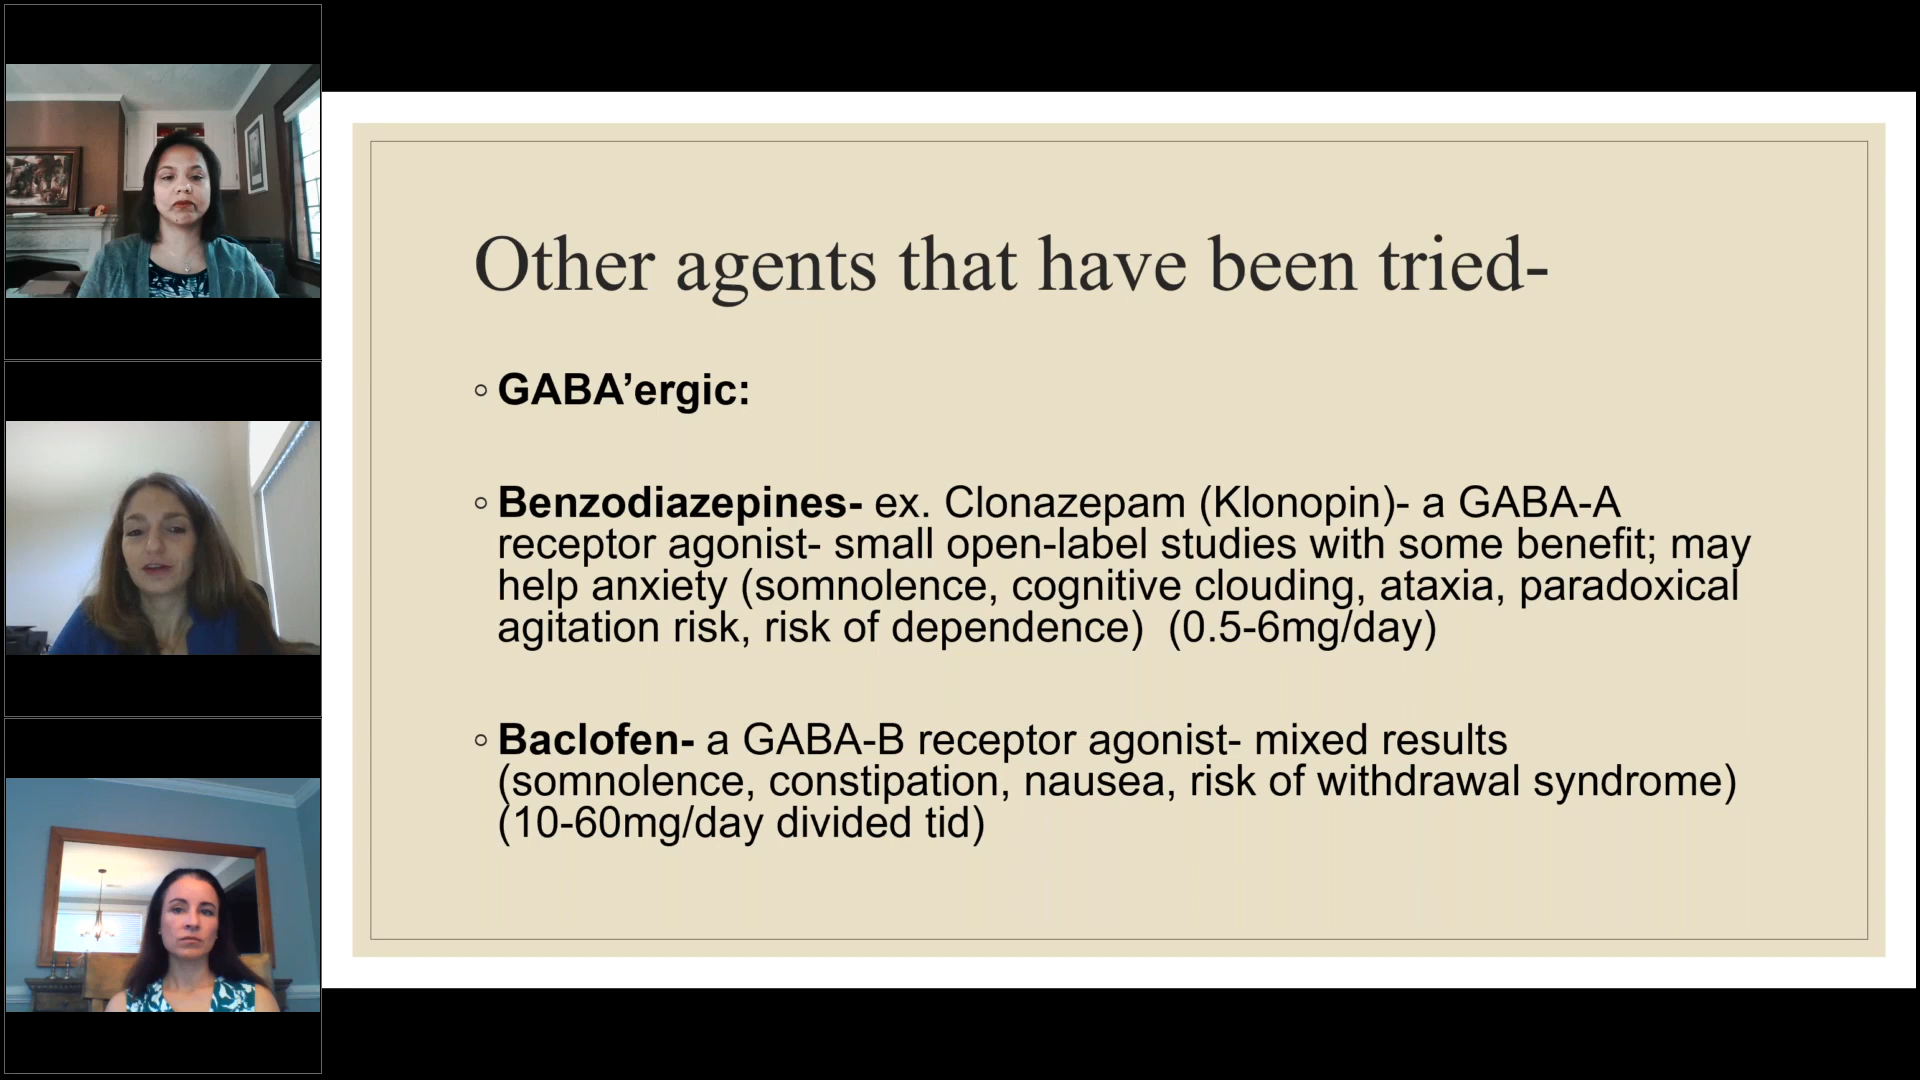 Other agents that have been tried-
◦ GABA’ergic:
◦ Benzodiazepines- ex. Clonazepam (Klonopin)- a GABA-A
receptor agonist- small open-label studies with some benefit; may
help anxiety (somnolence, cognitive clouding, ataxia, paradoxical
agitation risk, risk of dependence)  (0.5-6mg/day)
◦ Baclofen- a GABA-B receptor agonist- mixed results
(somnolence, constipation, nausea, risk of withdrawal syndrome)
(10-60mg/day divided tid)